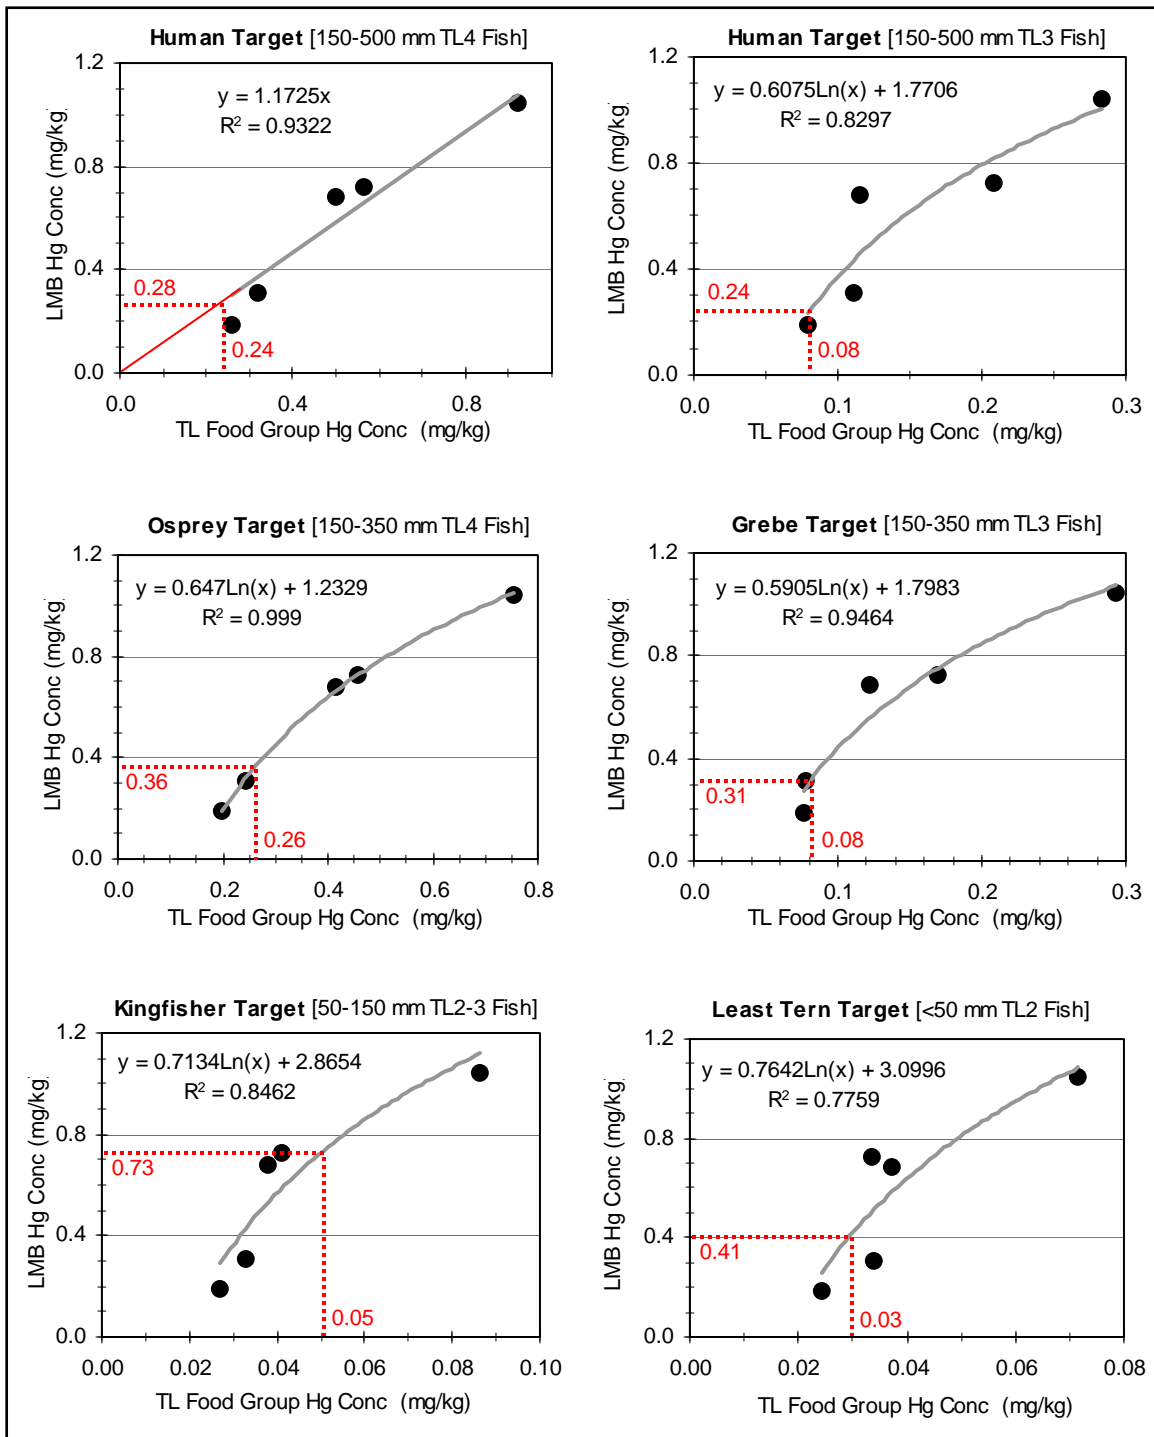 Human Target [150-500 mm TL4 Fish]
1.2
y = 1.1725x
R² = 0.9322
0.8
LMB Hg Conc (mg/kg)
0.4
0.28
0.24
0.0
0.0 0.4 0.8
TL Food Group Hg Conc (mg/kg)
Human Target [150-500 mm TL3 Fish]
1.2
y = 0.6075Ln(x) + 1.7706
R² = 0.8297
0.8
LMB Hg Conc (mg/kg)
0.4
0.24
0.08
0.0
0.0 0.1 0.2 0.3
TL Food Group Hg Conc (mg/kg)
Osprey Target [150-350 mm TL4 Fish]
1.2
y = 0.647Ln(x) + 1.2329
R² = 0.999
0.8
LMB Hg Conc (mg/kg)
0.4
0.36
0.26
0.0
0.0 0.2 0.4 0.6 0.8
TL Food Group Hg Conc (mg/kg)
Grebe Target [150-350 mm TL3 Fish]
1.2
y = 0.5905Ln(x) + 1.7983
R² = 0.9464
0.8
LMB Hg Conc (mg/kg)
0.4
0.31
0.08
0.0
0.0 0.1 0.2 0.3
TL Food Group Hg Conc (mg/kg)
Kingfisher Target [50-150 mm TL2-3 Fish]
1.2
y = 0.7134Ln(x) + 2.8654
R² = 0.8462
0.8
LMB Hg Conc (mg/kg)
0.73
0.4
0.05
0.0
0.00 0.02 0.04 0.06 0.08 0.10
TL Food Group Hg Conc (mg/kg)
Least Tern Target [<50 mm TL2 Fish]
1.2
y = 0.7642Ln(x) + 3.0996
R² = 0.7759
0.8
LMB Hg Conc (mg/kg)
0.4
0.41
0.03
0.0
0.00 0.02 0.04 0.06 0.08
TL Food Group Hg Conc (mg/kg)